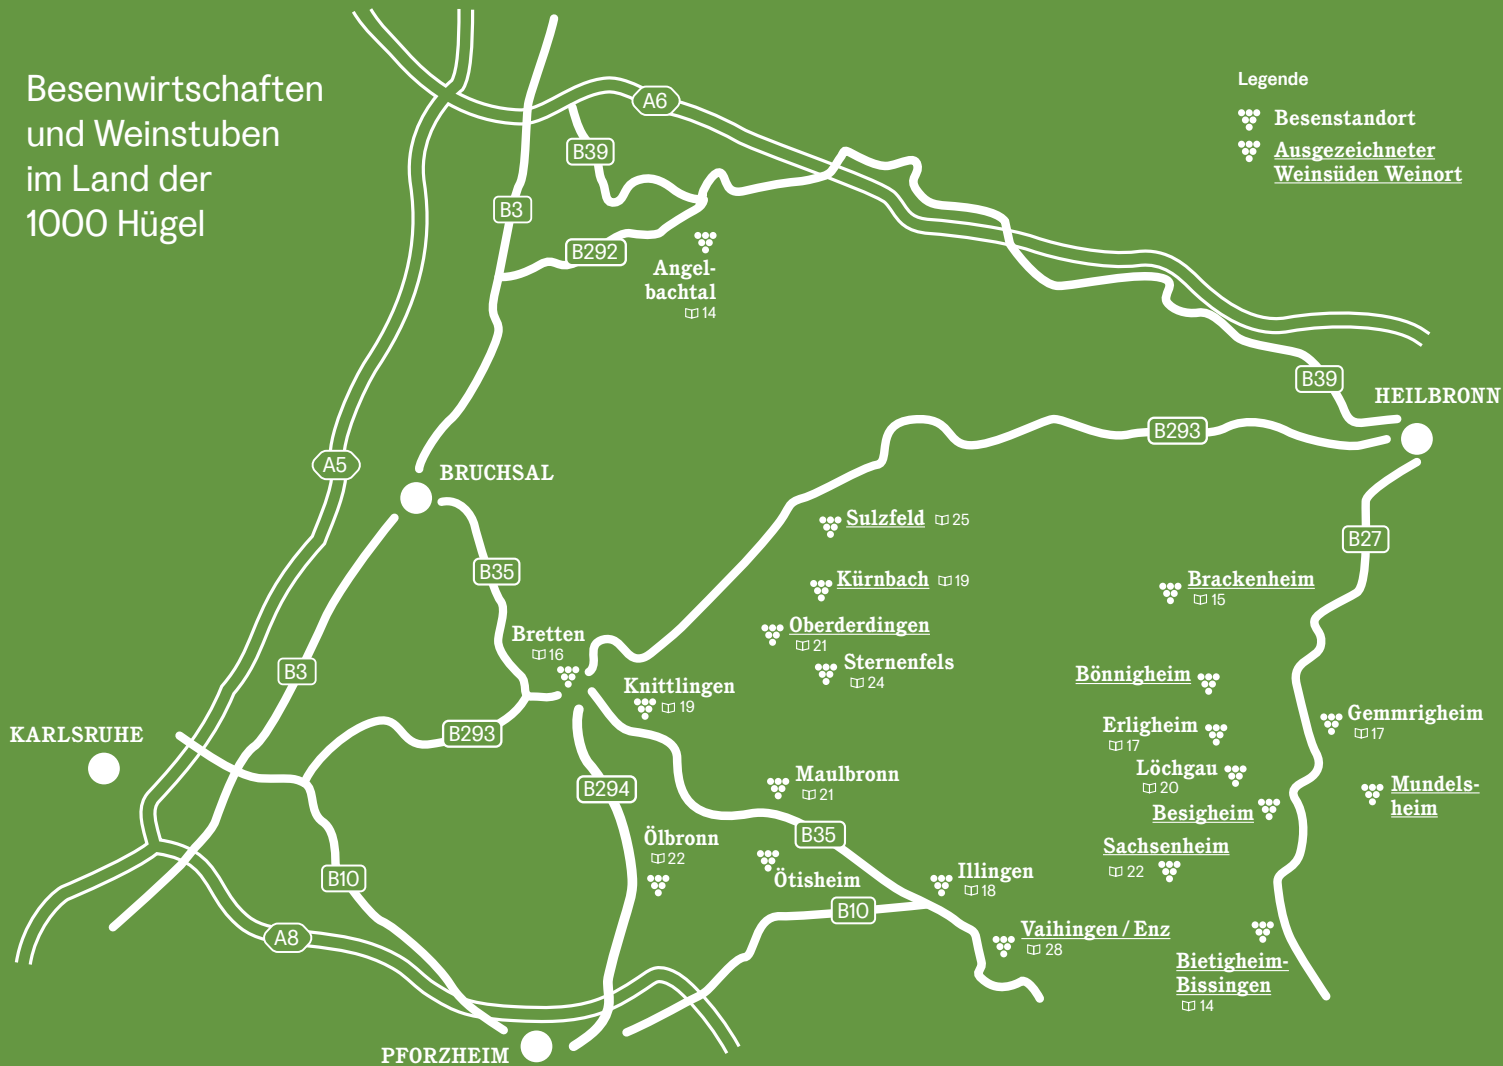 Besenwirtschaften
und Weinstuben
im Land der
1000 Hügel
Legende
Besenstandort
Ausgezeichneter
Weinsüden Weinort
A6
B39
B3
B292
Angel-
bachtal
14
B39
HEILBRONN
B293
A5
BRUCHSAL
Sulzfeld 25
B27
B35
Kürnbach 19
Brackenheim
15
Bretten
16
Oberderdingen
21
Sternenfels
24
B3
Knittlingen
19
Bönnigheim
Gemmrigheim
17
Erligheim
17
KARLSRUHE
B293
Löchgau
20
Maulbronn
21
B294
Mundels-
heim
Besigheim
B35
Ölbronn
22
Sachsenheim
22
Ötisheim
Illingen
18
B10
B10
A8
Vaihingen / Enz
28
Bietigheim-
Bissingen
14
PFORZHEIM